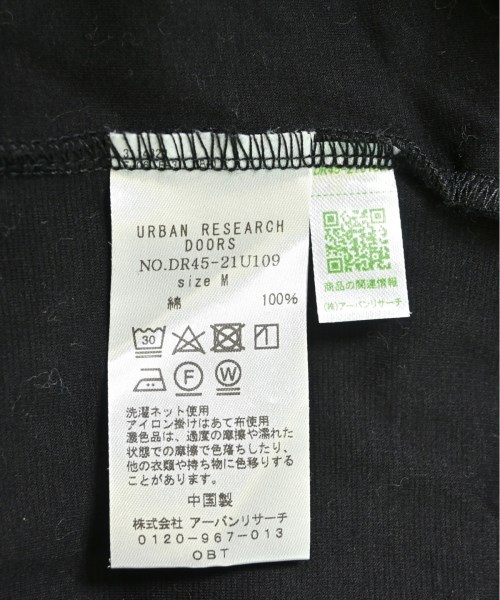 URBAN RESEARCH
DOORS
NO.DR45-21U109
size M
綿 100%
30
洗濯ネット使用
アイロン掛けはあて布使用
濃色品は、過度の摩擦や濡れた
状態での摩擦で色落ちしたり、
他の衣類や持ち物に色移りする
ことがあります。
中国製
株式会社 アーバンリサーチ
0120-967-013
OBT
商品の関連情報
(株)アーバンリサーチ